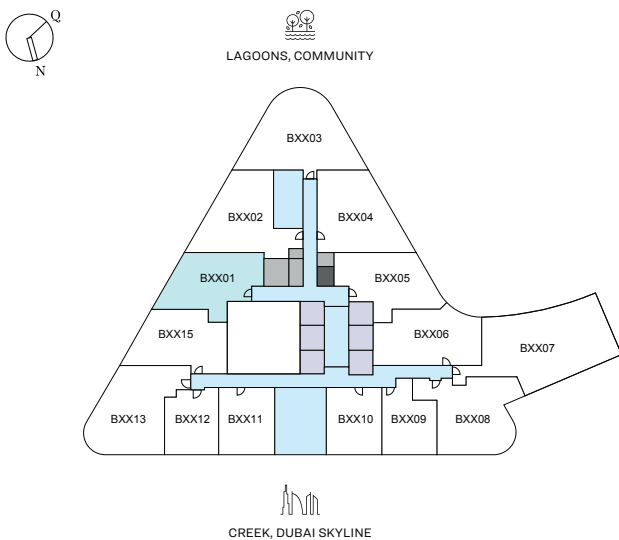 Q
N
LAGOONS, COMMUNITY
BXX03
BXX02
BXX04
BXX01
BXX05
BXX15
BXX06
BXX07
BXX13
BXX12
BXX11
BXX10
BXX09
BXX08
CREEK, DUBAI SKYLINE